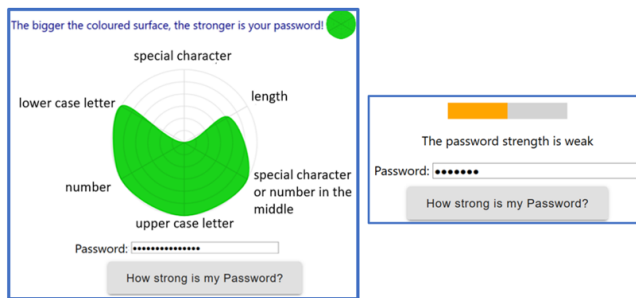 The bigger the coloured surface, the stronger is your password!
special character
lower case letter
length
number
special character
or number in the
middle
upper case letter
Password: •••••••••••••••
How strong is my Password?
The password strength is weak
Password: •••••••
How strong is my Password?